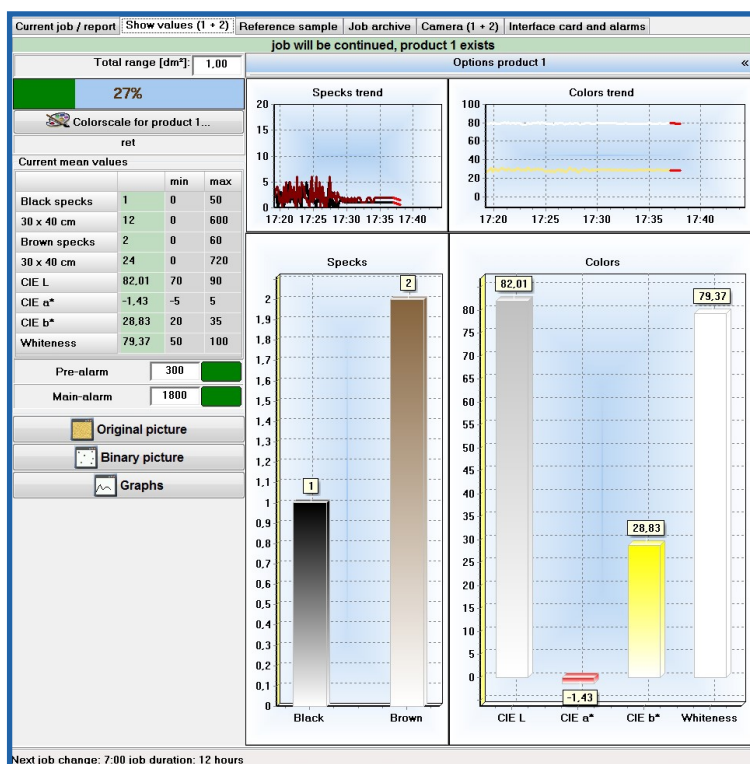 Current job / report Show values (1 + 2) Reference sample Job archive Camera (1 + 2) Interface card and alarms
job will be continued, product 1 exists
Total range [dm²]: 1,00
27%
Colorscale for product 1...
ret
Current mean values
min max
Black specks 1 0 50
30 x 40 cm 12 0 600
Brown specks 2 0 60
30 x 40 cm 24 0 720
CIE L 82,01 70 90
CIE a* -1,43 -5 5
CIE b* 28,83 20 35
Whiteness 79,37 50 100
Pre-alarm 300
Main-alarm 1800
Original picture
Binary picture
Graphs
Options product 1 «
Specks trend
20
15
10
5
0
17:20 17:25 17:30 17:35 17:40
Colors trend
100
80
60
40
20
0
17:20 17:25 17:30 17:35 17:40
Specks
2
1
2
1,9
1,8
1,7
1,6
1,5
1,4
1,3
1,2
1,1
1
0,9
0,8
0,7
0,6
0,5
0,4
0,3
0,2
0,1
0
Black Brown
Colors
82,01
79,37
28,83
-1,43
80
75
70
65
60
55
50
45
40
35
30
25
20
15
10
5
0
CIE L CIE a* CIE b* Whiteness
Next job change: 7:00 job duration: 12 hours